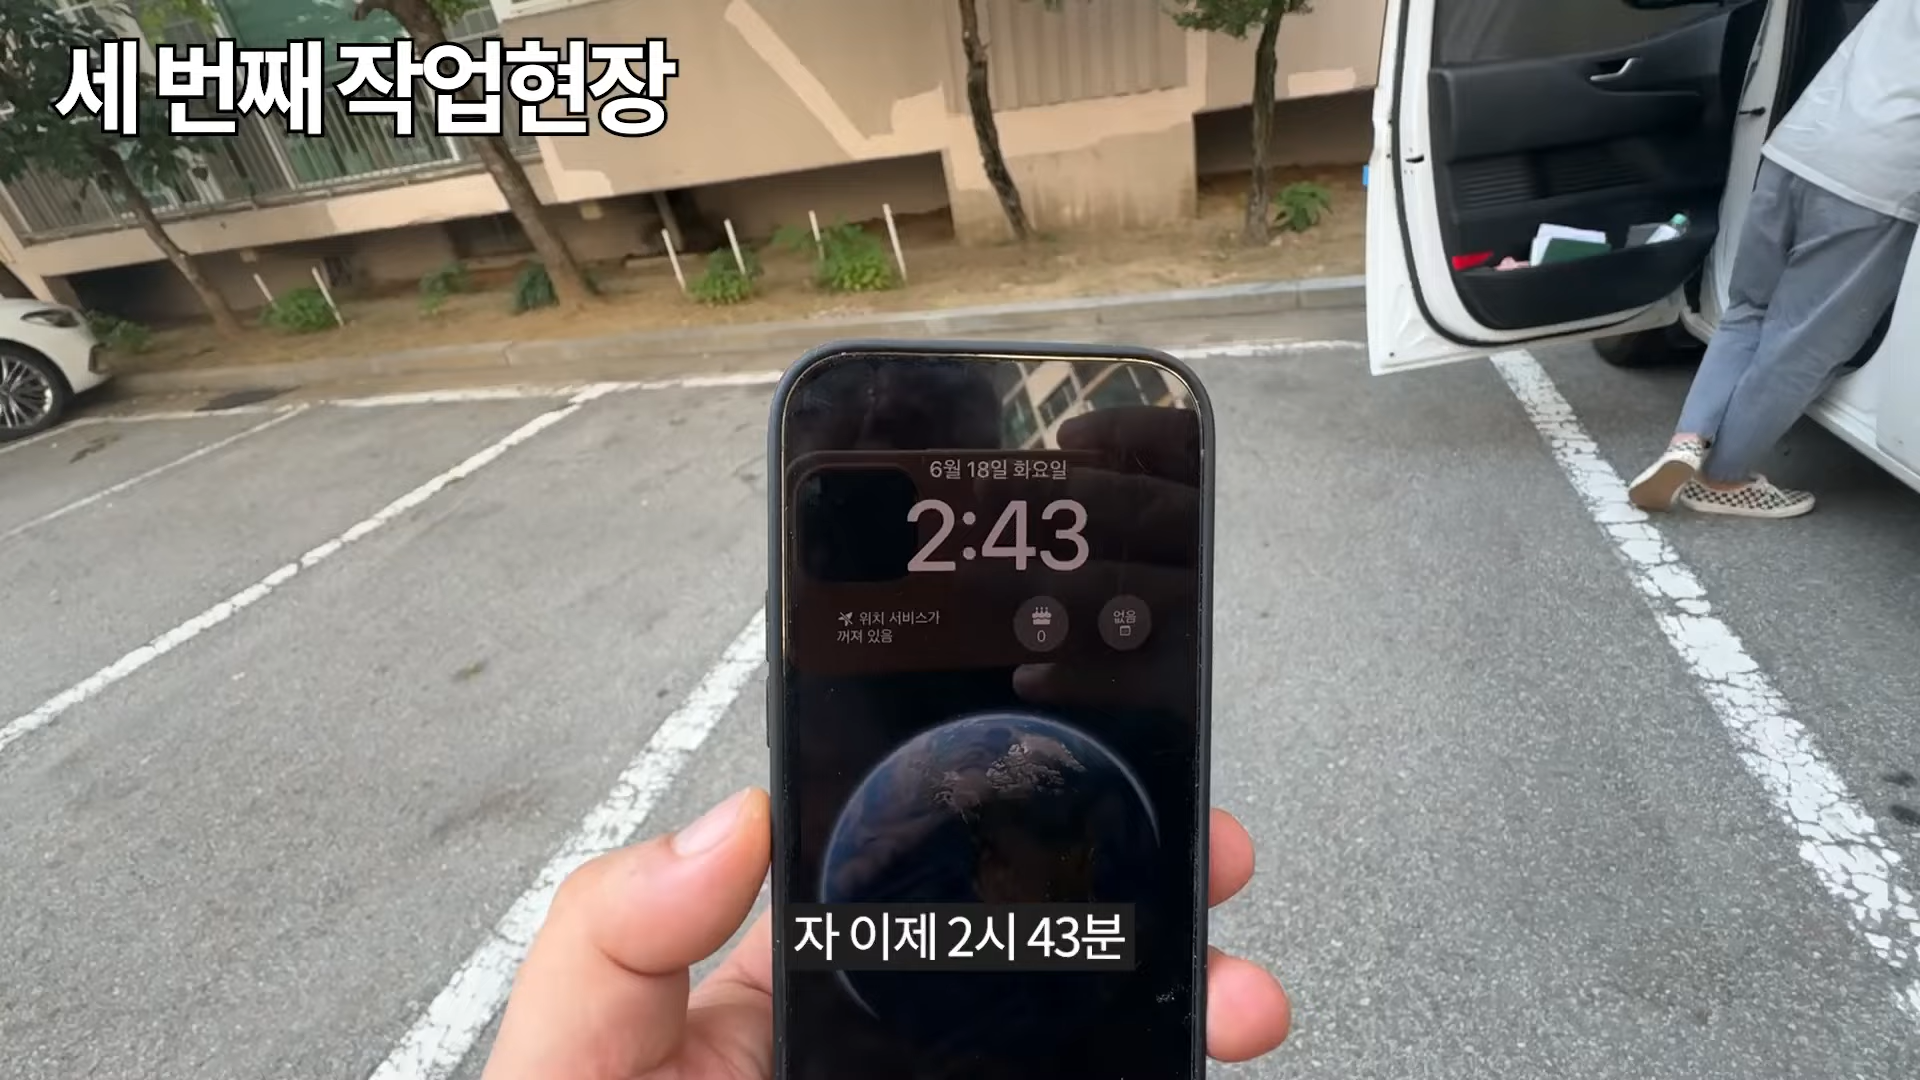 세 번째 작업현장
6월 18일 화요일
2:43
위치 서비스가
꺼져 있음
0
없음
자 이제 2시 43분